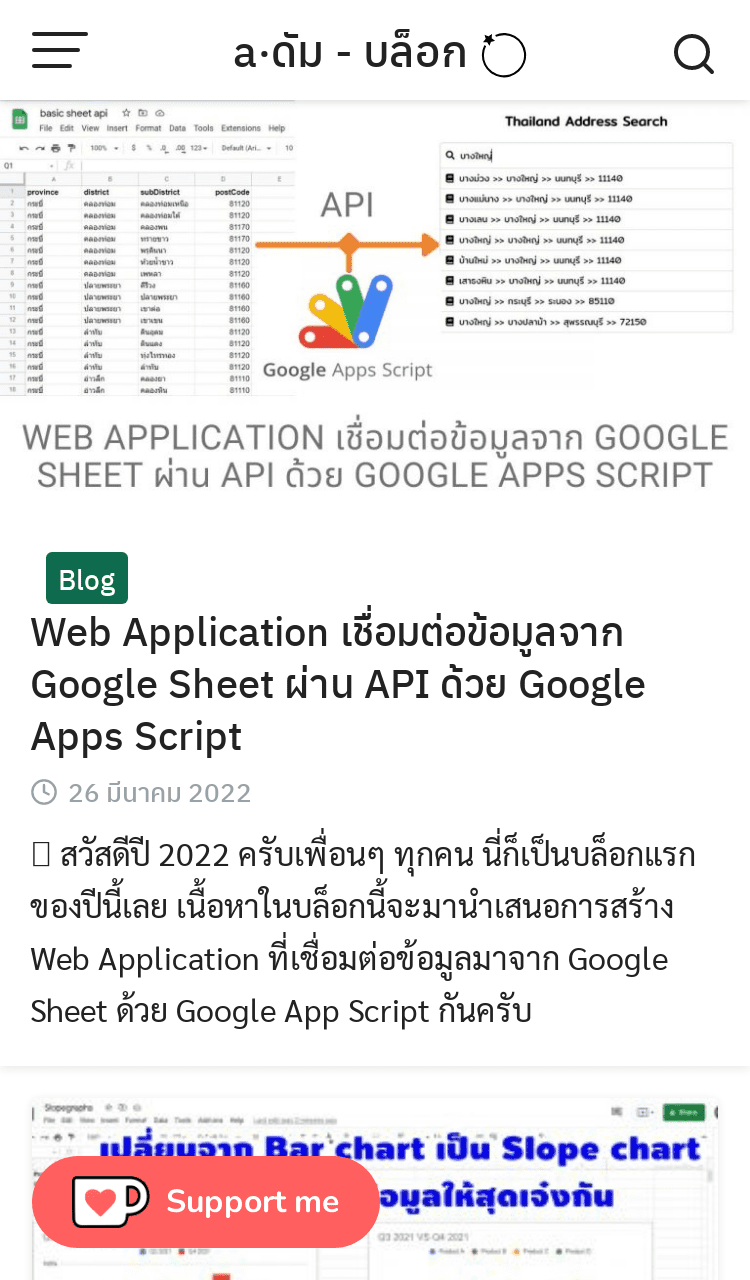 a·ดัม - บล็อก
basic sheet api
File Edit View Insert Format Data Tools Extensions Help
100% $ % .0 .00 123 Default (Ari... 10
Q1 fx
A B C D E
1 province district subDistrict postCode
2 กระบี่ คลองท่อม คลองท่อมเหนือ 81120
3 กระบี่ คลองท่อม คลองท่อมใต้ 81120
4 กระบี่ คลองท่อม คลองพน 81170
5 กระบี่ คลองท่อม ทรายขาว 81170
6 กระบี่ คลองท่อม พรุดินนา 81120
7 กระบี่ คลองท่อม ห้วยน้ำขาว 81120
8 กระบี่ คลองท่อม เพหลา 81120
9 กระบี่ ปลายพระยา คีรีวง 81160
10 กระบี่ ปลายพระยา ปลายพระยา 81160
11 กระบี่ ปลายพระยา เขาต่อ 81160
12 กระบี่ ปลายพระยา เขาเขน 81160
13 กระบี่ ลำทับ ดินอุดม 81120
14 กระบี่ ลำทับ ดินแดง 81120
15 กระบี่ ลำทับ ทุ่งไทรทอง 81120
16 กระบี่ ลำทับ ลำทับ 81120
17 กระบี่ อ่าวลึก คลองยา 81110
18 กระบี่ อ่าวลึก คลองหิน 81110
API
Google Apps Script
Thailand Address Search
บางใหญ่
บางม่วง >> บางใหญ่ >> นนทบุรี >> 11140
บางแม่นาง >> บางใหญ่ >> นนทบุรี >> 11140
บางเลน >> บางใหญ่ >> นนทบุรี >> 11140
บางใหญ่ >> บางใหญ่ >> นนทบุรี >> 11140
บ้านใหม่ >> บางใหญ่ >> นนทบุรี >> 11140
เสาธงหิน >> บางใหญ่ >> นนทบุรี >> 11140
บางใหญ่ >> กระบุรี >> ระนอง >> 85110
บางใหญ่ >> บางปลาม้า >> สุพรรณบุรี >> 72150
WEB APPLICATION เชื่อมต่อข้อมูลจาก GOOGLE
SHEET ผ่าน API ด้วย GOOGLE APPS SCRIPT
Blog
Web Application เชื่อมต่อข้อมูลจาก
Google Sheet ผ่าน API ด้วย Google
Apps Script
26 มีนาคม 2022
สวัสดีปี 2022 ครับเพื่อนๆ ทุกคน นี่ก็เป็นบล็อกแรก
ของปีนี้เลย เนื้อหาในบล็อกนี้จะมานำเสนอการสร้าง
Web Application ที่เชื่อมต่อข้อมูลมาจาก Google
Sheet ด้วย Google App Script กันครับ
Slopegraphs
File Edit View Insert Format Data Tools Add-ons Help
เปลี่ยนจาก Bar chart เป็น Slope chart
อมูลให้สุดเจ๋งกัน
Support me
Q3 2021 VS Q4 2021
Product A Product B Product C Product D